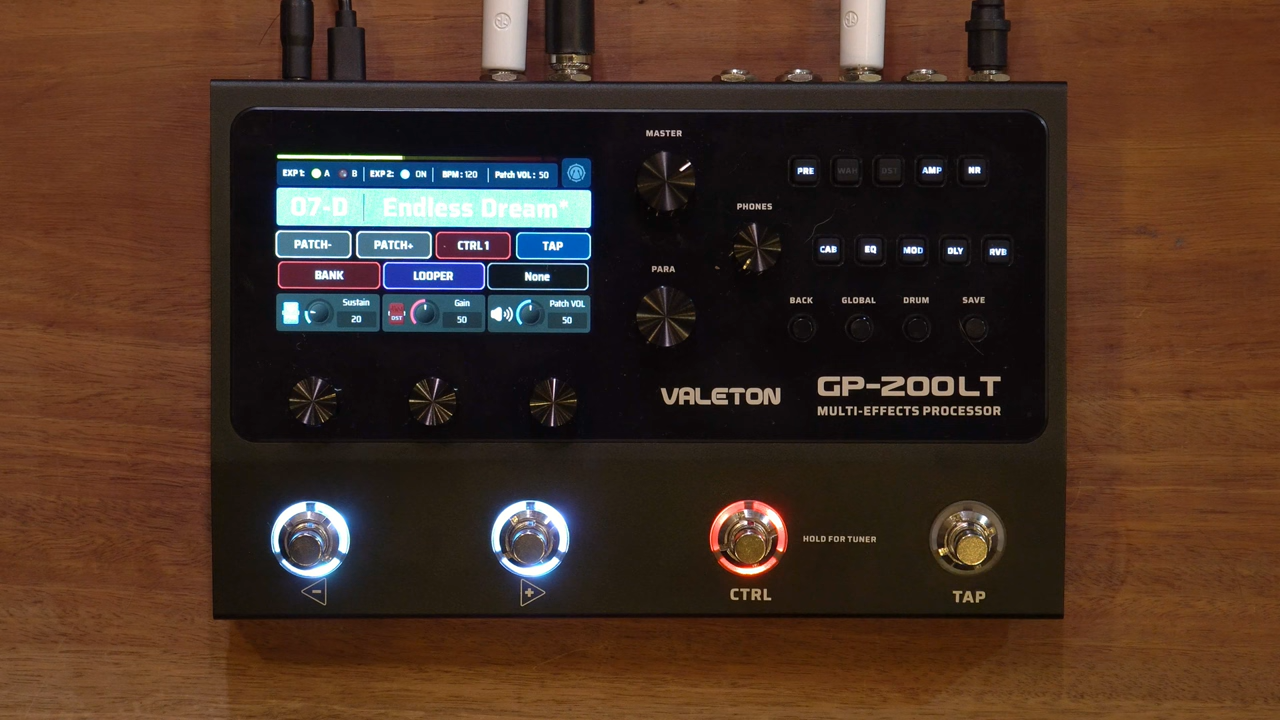 MASTER
EXP 1: A B EXP 2: ON BPM : 120 Patch VOL : 50
PRE WAH DST AMP NR
07-D Endless Dream*
PHONES
PATCH- PATCH+ CTRL 1 TAP
CAB EQ MOD DLY RVB
BANK LOOPER None
PARA
Sustain 20
DST Gain 50
Patch VOL 50
BACK GLOBAL DRUM SAVE
VALETON
GP-200LT
MULTI-EFFECTS PROCESSOR
HOLD FOR TUNER
- +
CTRL TAP